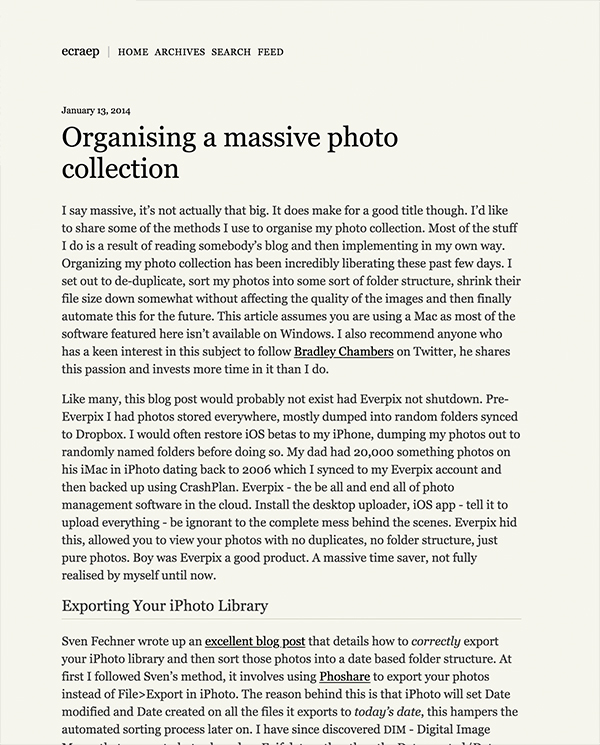 ecraep | HOME ARCHIVES SEARCH FEED
January 13, 2014
Organising a massive photo
collection
I say massive, it’s not actually that big. It does make for a good title though. I’d like
to share some of the methods I use to organise my photo collection. Most of the stuff
I do is a result of reading somebody’s blog and then implementing in my own way.
Organizing my photo collection has been incredibly liberating these past few days. I
set out to de-duplicate, sort my photos into some sort of folder structure, shrink their
file size down somewhat without affecting the quality of the images and then finally
automate this for the future. This article assumes you are using a Mac as most of the
software featured here isn’t available on Windows. I also recommend anyone who
has a keen interest in this subject to follow Bradley Chambers on Twitter, he shares
this passion and invests more time in it than I do.
Like many, this blog post would probably not exist had Everpix not shutdown. Pre-
Everpix I had photos stored everywhere, mostly dumped into random folders synced
to Dropbox. I would often restore iOS betas to my iPhone, dumping my photos out to
randomly named folders before doing so. My dad had 20,000 something photos on
his iMac in iPhoto dating back to 2006 which I synced to my Everpix account and
then backed up using CrashPlan. Everpix - the be all and end all of photo
management software in the cloud. Install the desktop uploader, iOS app - tell it to
upload everything - be ignorant to the complete mess behind the scenes. Everpix hid
this, allowed you to view your photos with no duplicates, no folder structure, just
pure photos. Boy was Everpix a good product. A massive time saver, not fully
realised by myself until now.
Exporting Your iPhoto Library
Sven Fechner wrote up an excellent blog post that details how to correctly export
your iPhoto library and then sort those photos into a date based folder structure. At
first I followed Sven’s method, it involves using Phoshare to export your photos
instead of File>Export in iPhoto. The reason behind this is that iPhoto will set Date
modified and Date created on all the files it exports to today’s date, this hampers the
automated sorting process later on. I have since discovered DIM - Digital Image